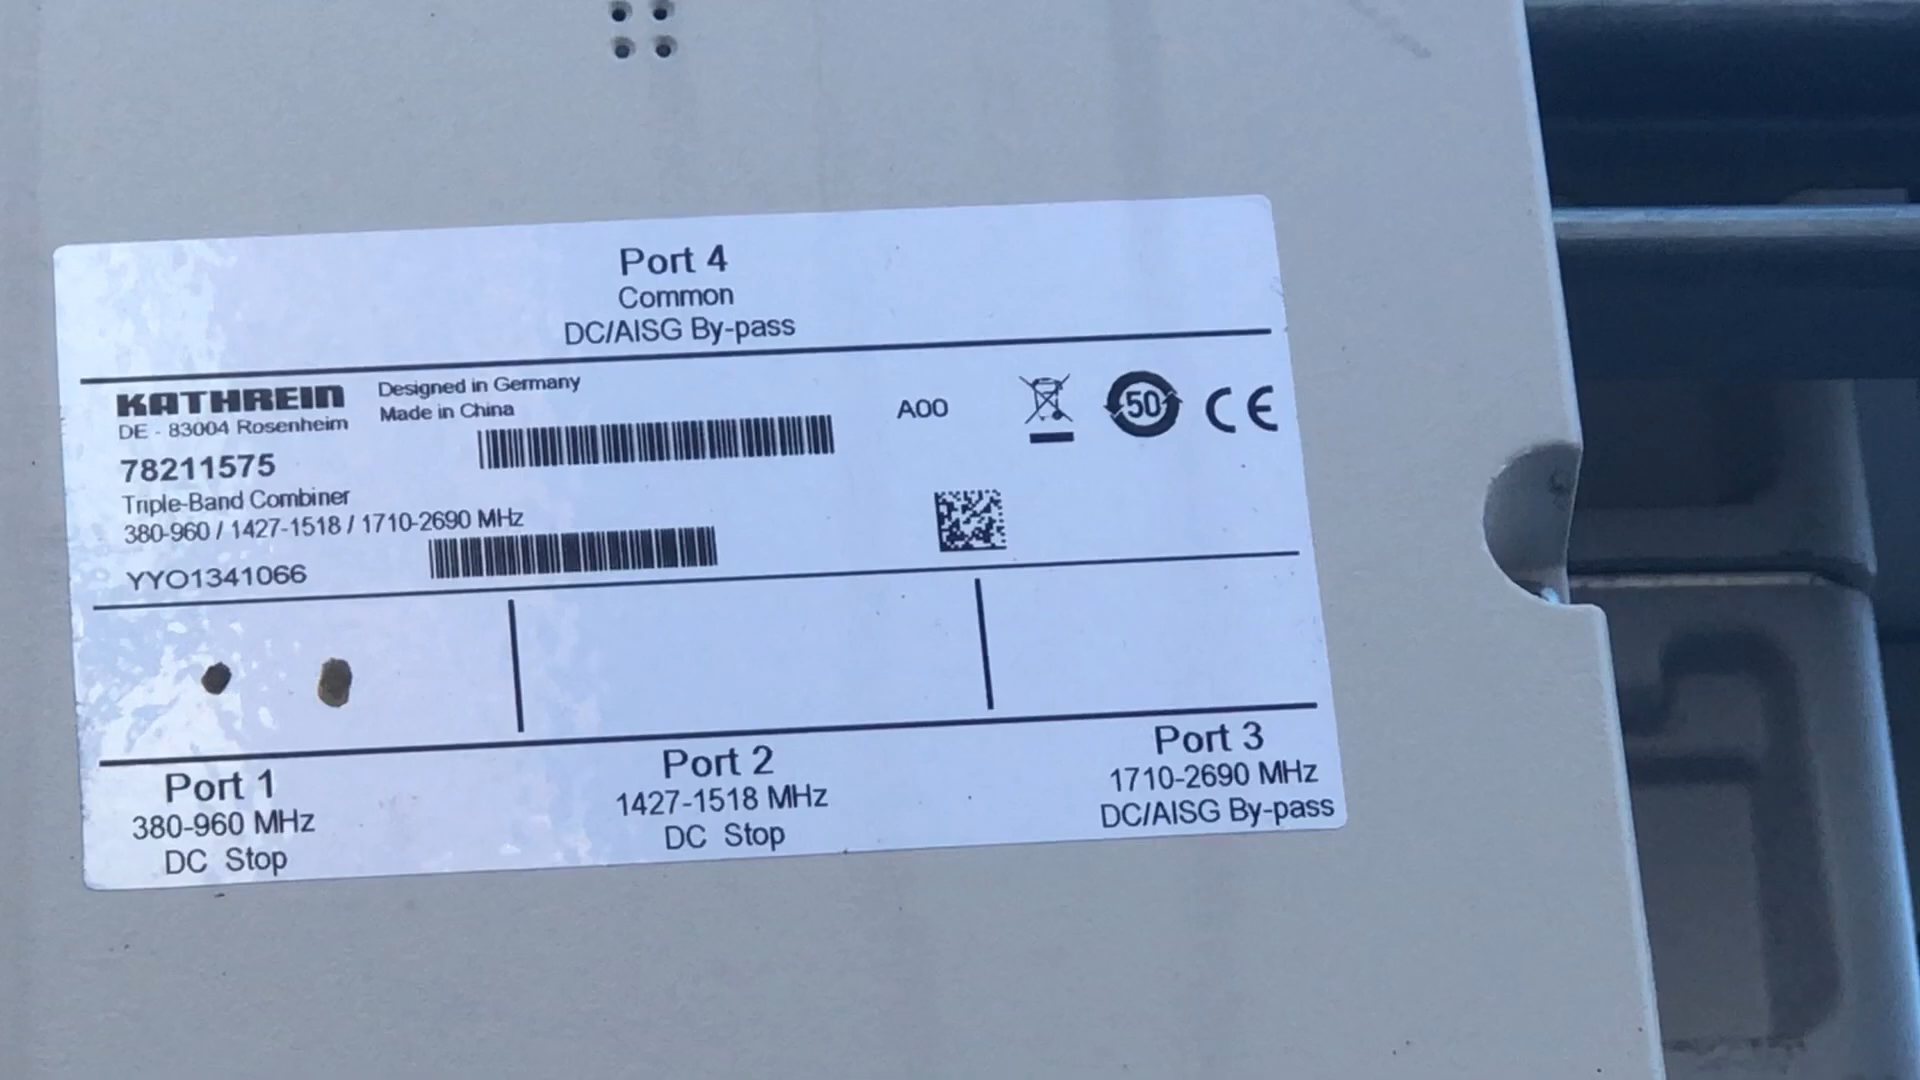 Port 4
Common
DC/AISG By-pass
KATHREIN
DE - 83004 Rosenheim
Designed in Germany
Made in China
A00
50
CE
78211575
Triple-Band Combiner
380-960 / 1427-1518 / 1710-2690 MHz
YYO1341066
Port 1
380-960 MHz
DC Stop
Port 2
1427-1518 MHz
DC Stop
Port 3
1710-2690 MHz
DC/AISG By-pass